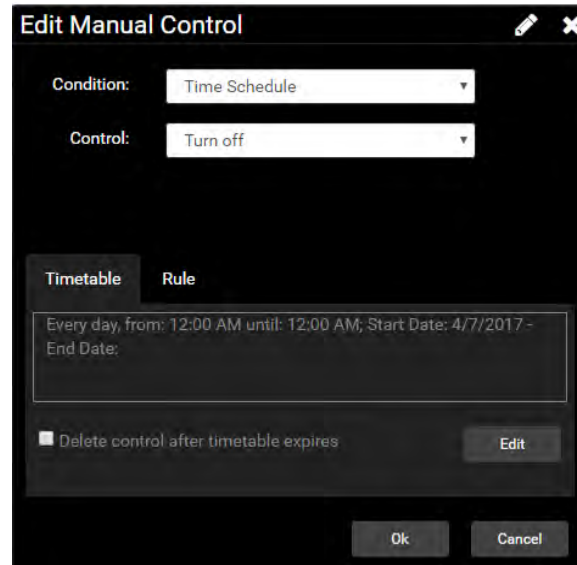 Edit Manual Control
Condition: Time Schedule
Control: Turn off
Timetable Rule
Every day, from: 12:00 AM until: 12:00 AM; Start Date: 4/7/2017 -
End Date:
Delete control after timetable expires Edit
Ok Cancel